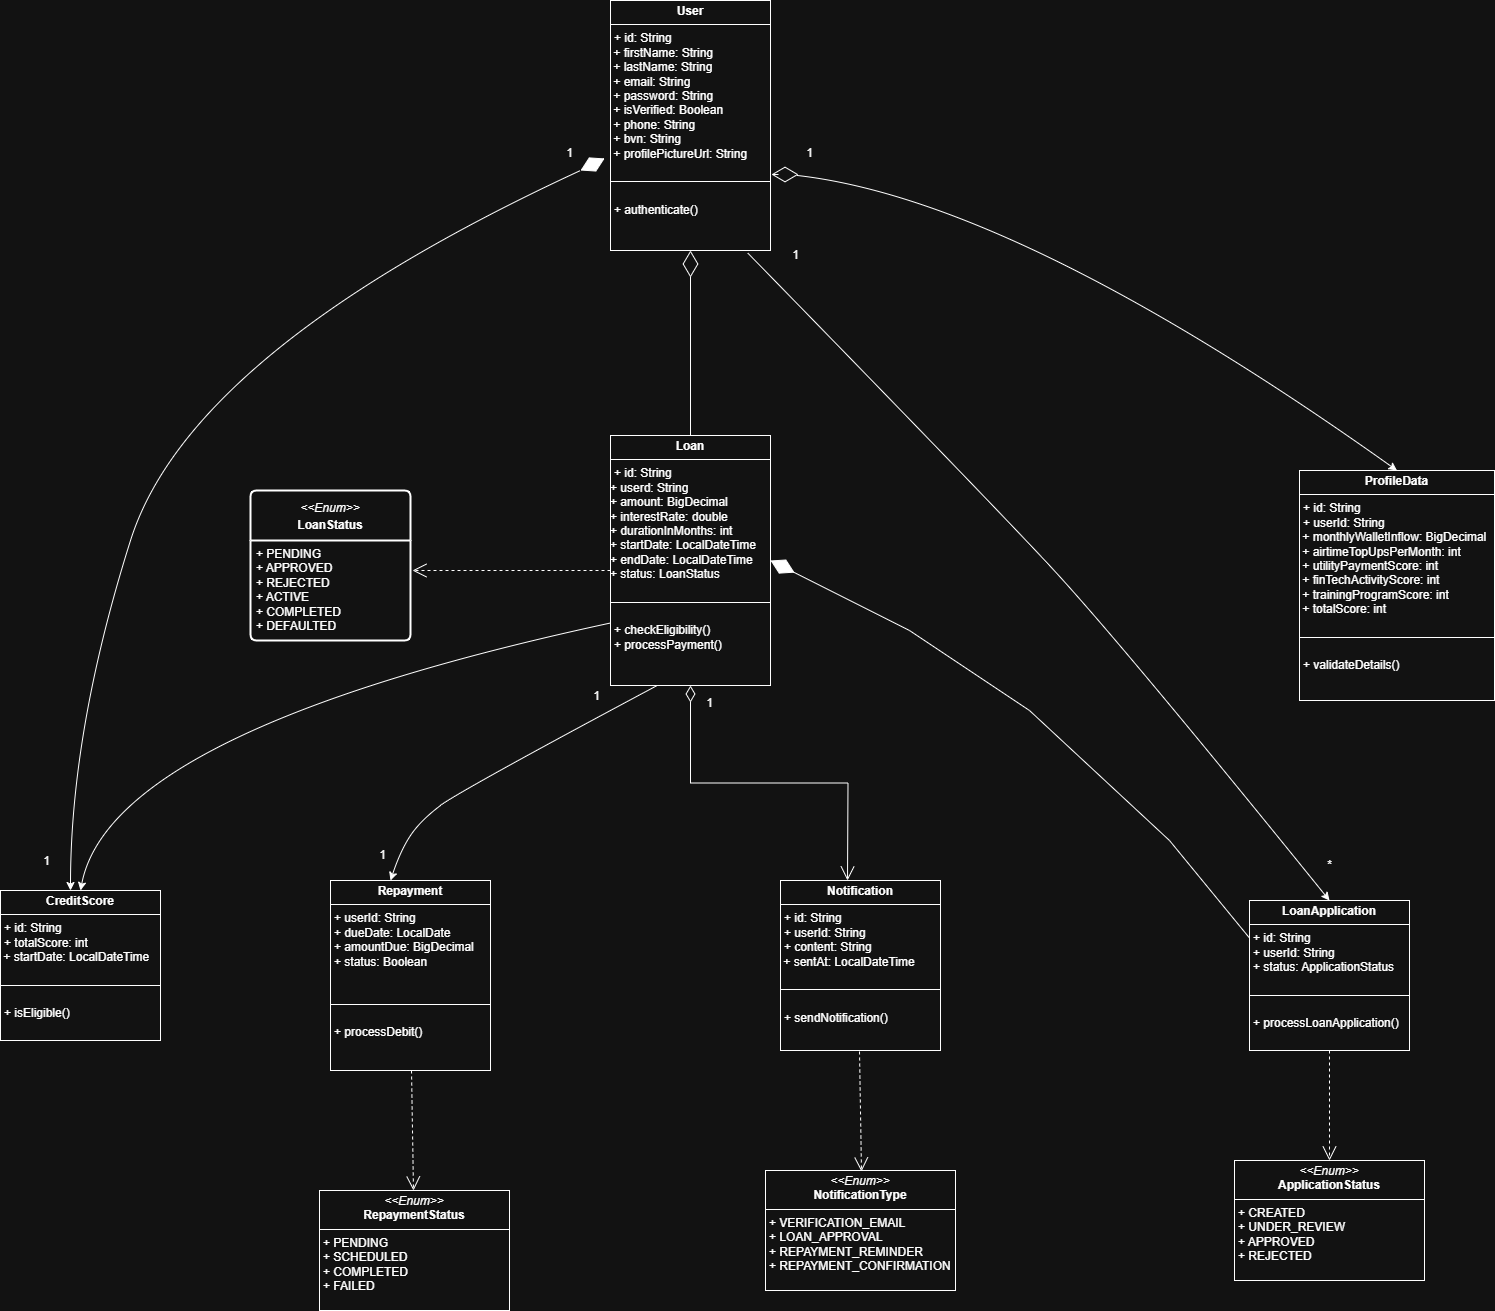 User
+ id: String
+ firstName: String
+ lastName: String
+ email: String
+ password: String
+ isVerified: Boolean
+ phone: String
+ bvn: String
+ profilePictureUrl: String
+ authenticate()
1
1
1
Loan
+ id: String
+ userd: String
+ amount: BigDecimal
+ interestRate: double
+ durationInMonths: int
+ startDate: LocalDateTime
+ endDate: LocalDateTime
+ status: LoanStatus
+ checkEligibility()
+ processPayment()
<<Enum>>
LoanStatus
+ PENDING
+ APPROVED
+ REJECTED
+ ACTIVE
+ COMPLETED
+ DEFAULTED
ProfileData
+ id: String
+ userId: String
+ monthlyWalletInflow: BigDecimal
+ airtimeTopUpsPerMonth: int
+ utilityPaymentScore: int
+ finTechActivityScore: int
+ trainingProgramScore: int
+ totalScore: int
+ validateDetails()
1
1
1
1
*
CreditScore
+ id: String
+ totalScore: int
+ startDate: LocalDateTime
+ isEligible()
Repayment
+ userId: String
+ dueDate: LocalDate
+ amountDue: BigDecimal
+ status: Boolean
+ processDebit()
Notification
+ id: String
+ userId: String
+ content: String
+ sentAt: LocalDateTime
+ sendNotification()
LoanApplication
+ id: String
+ userId: String
+ status: ApplicationStatus
+ processLoanApplication()
<<Enum>>
RepaymentStatus
+ PENDING
+ SCHEDULED
+ COMPLETED
+ FAILED
<<Enum>>
NotificationType
+ VERIFICATION_EMAIL
+ LOAN_APPROVAL
+ REPAYMENT_REMINDER
+ REPAYMENT_CONFIRMATION
<<Enum>>
ApplicationStatus
+ CREATED
+ UNDER_REVIEW
+ APPROVED
+ REJECTED